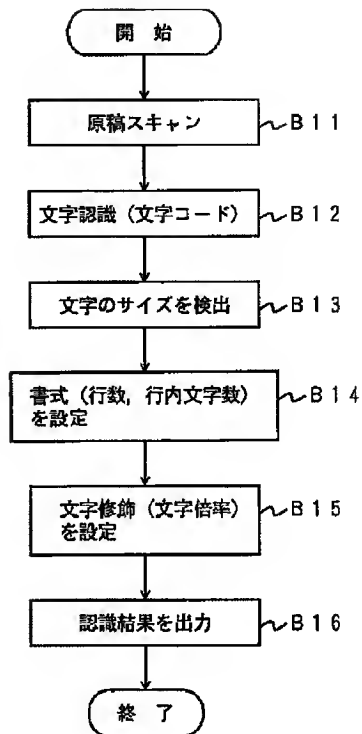 開 始
原稿スキャン B11
文字認識（文字コード） B12
文字のサイズを検出 B13
書式（行数，行内文字数） B14
を設定
文字修飾（文字倍率） B15
を設定
認識結果を出力 B16
終 了